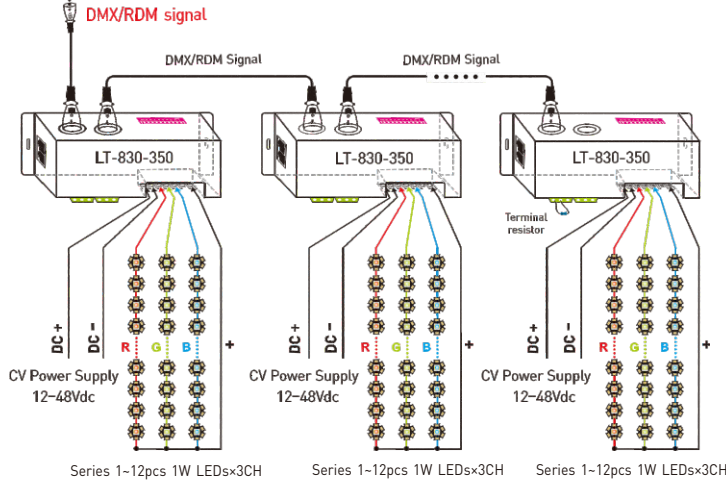 DMX/RDM signal
DMX/RDM Signal
DMX/RDM Signal
LT-830-350
LT-830-350
LT-830-350
Terminal
resistor
DC +
DC -
R
G
B
+
DC +
DC -
R
G
B
+
DC +
DC -
R
G
B
+
CV Power Supply
12-48Vdc
CV Power Supply
12-48Vdc
CV Power Supply
12-48Vdc
Series 1~12pcs 1W LEDs×3CH
Series 1~12pcs 1W LEDs×3CH
Series 1~12pcs 1W LEDs×3CH